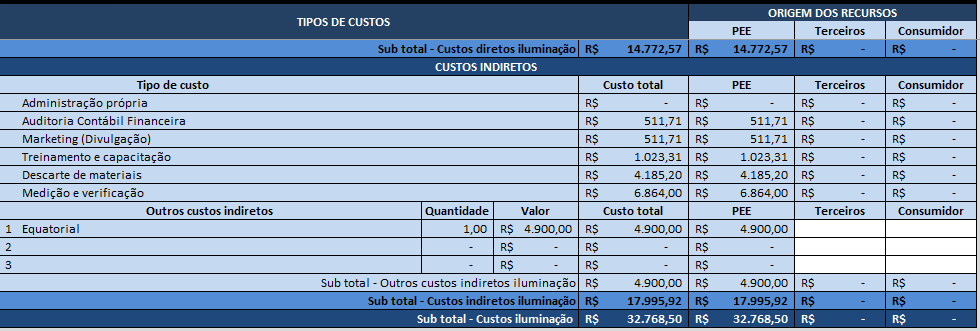 TIPOS DE CUSTOS ORIGEM DOS RECURSOS
PEE Terceiros Consumidor
Sub total - Custos diretos iluminação R$ 14.772,57 R$ 14.772,57 R$ - R$ -
CUSTOS INDIRETOS
Tipo de custo Custo total PEE Terceiros Consumidor
Administração própria R$ - R$ - R$ - R$ -
Auditoria Contábil Financeira R$ 511,71 R$ 511,71 R$ - R$ -
Marketing (Divulgação) R$ 511,71 R$ 511,71 R$ - R$ -
Treinamento e capacitação R$ 1.023,31 R$ 1.023,31 R$ - R$ -
Descarte de materiais R$ 4.185,20 R$ 4.185,20 R$ - R$ -
Medição e verificação R$ 6.864,00 R$ 6.864,00 R$ - R$ -
Outros custos indiretos Quantidade Valor Custo total PEE Terceiros Consumidor
1 Equatorial 1,00 R$ 4.900,00 R$ 4.900,00 R$ 4.900,00
2 - R$ - R$ - R$ -
3 - R$ - R$ - R$ -
Sub total - Outros custos indiretos iluminação R$ 4.900,00 R$ 4.900,00 R$ - R$ -
Sub total - Custos indiretos iluminação R$ 17.995,92 R$ 17.995,92 R$ - R$ -
Sub total - Custos iluminação R$ 32.768,50 R$ 32.768,50 R$ - R$ -